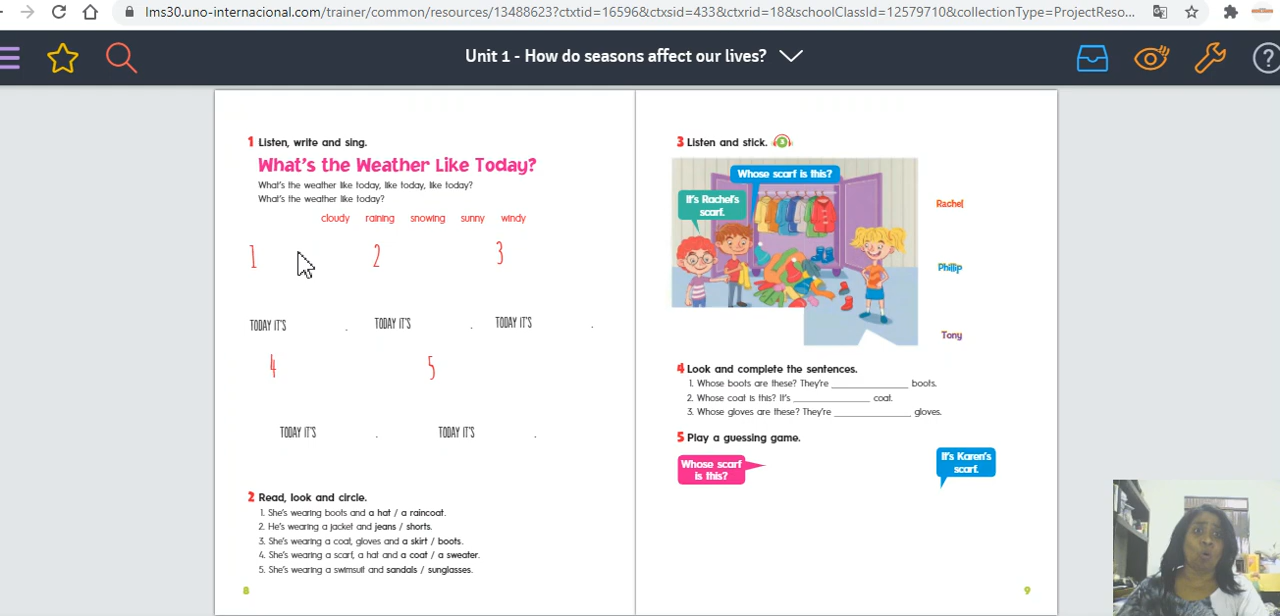 lms30.uno-internacional.com/trainer/common/resources/13488623?ctxtid=16596&ctxsid=433&ctxrid=18&schoolClassId=12579710&collectionType=ProjectReso...
Unit 1 - How do seasons affect our lives?
1 Listen, write and sing.
What's the Weather Like Today?
What's the weather like today, like today, like today?
What's the weather like today?
cloudy raining snowing sunny windy
1 2 3
TODAY IT'S . TODAY IT'S . TODAY IT'S .
4 5
TODAY IT'S . TODAY IT'S .
2 Read, look and circle.
1. She's wearing boots and a hat / a raincoat.
2. He's wearing a jacket and jeans / shorts.
3. She's wearing a coat, gloves and a skirt / boots.
4. She's wearing a scarf, a hat and a coat / a sweater.
5. She's wearing a swimsuit and sandals / sunglasses.
8
3 Listen and stick. 3
Whose scarf is this?
It's Rachel's
scarf.
Rachel
Phillip
Tony
4 Look and complete the sentences.
1. Whose boots are these? They're ____________ boots.
2. Whose coat is this? It's ____________ coat.
3. Whose gloves are these? They're ____________ gloves.
5 Play a guessing game.
Whose scarf
is this?
It's Karen's
scarf.
9